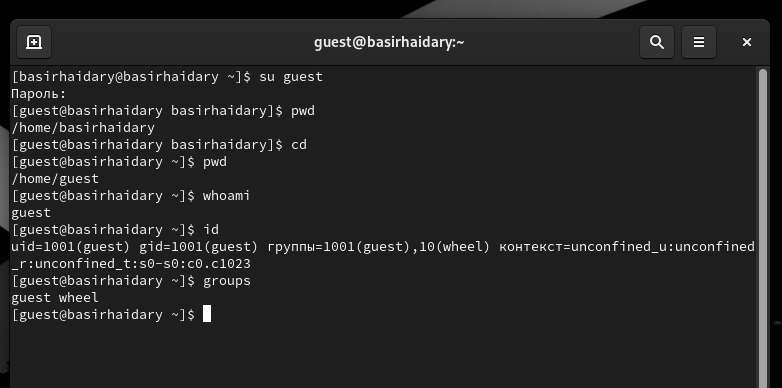 guest@basirhaidary:~
[basirhaidary@basirhaidary ~]$ su guest
Пароль:
[guest@basirhaidary basirhaidary]$ pwd
/home/basirhaidary
[guest@basirhaidary basirhaidary]$ cd
[guest@basirhaidary ~]$ pwd
/home/guest
[guest@basirhaidary ~]$ whoami
guest
[guest@basirhaidary ~]$ id
uid=1001(guest) gid=1001(guest) группы=1001(guest),10(wheel) контекст=unconfined_u:unconfined
_r:unconfined_t:s0-s0:c0.c1023
[guest@basirhaidary ~]$ groups
guest wheel
[guest@basirhaidary ~]$